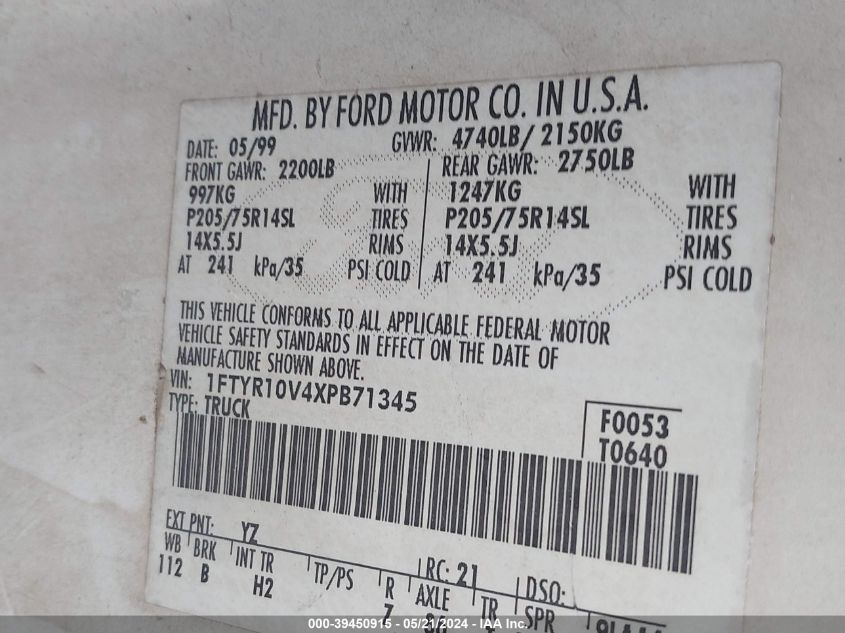 MFD. BY FORD MOTOR CO. IN U.S.A.
DATE: 05/99 GVWR: 4740LB/ 2150KG
FRONT GAWR: 2200LB REAR GAWR: 2750LB
997KG WITH 1247KG WITH
P205/75R14SL TIRES P205/75R14SL TIRES
14X5.5J RIMS 14X5.5J RIMS
AT 241 kPa/35 PSI COLD AT 241 kPa/35 PSI COLD
THIS VEHICLE CONFORMS TO ALL APPLICABLE FEDERAL MOTOR
VEHICLE SAFETY STANDARDS IN EFFECT ON THE DATE OF
MANUFACTURE SHOWN ABOVE.
VIN: 1FTYR10V4XPB71345
TYPE: TRUCK
F0053
T0640
EXT PNT: YZ RC: 21 DSO:
WB BRK INT TR TP/PS R AXLE TR SPR
112 B H2
000-39450915 - 05/21/2024 - IAA Inc.